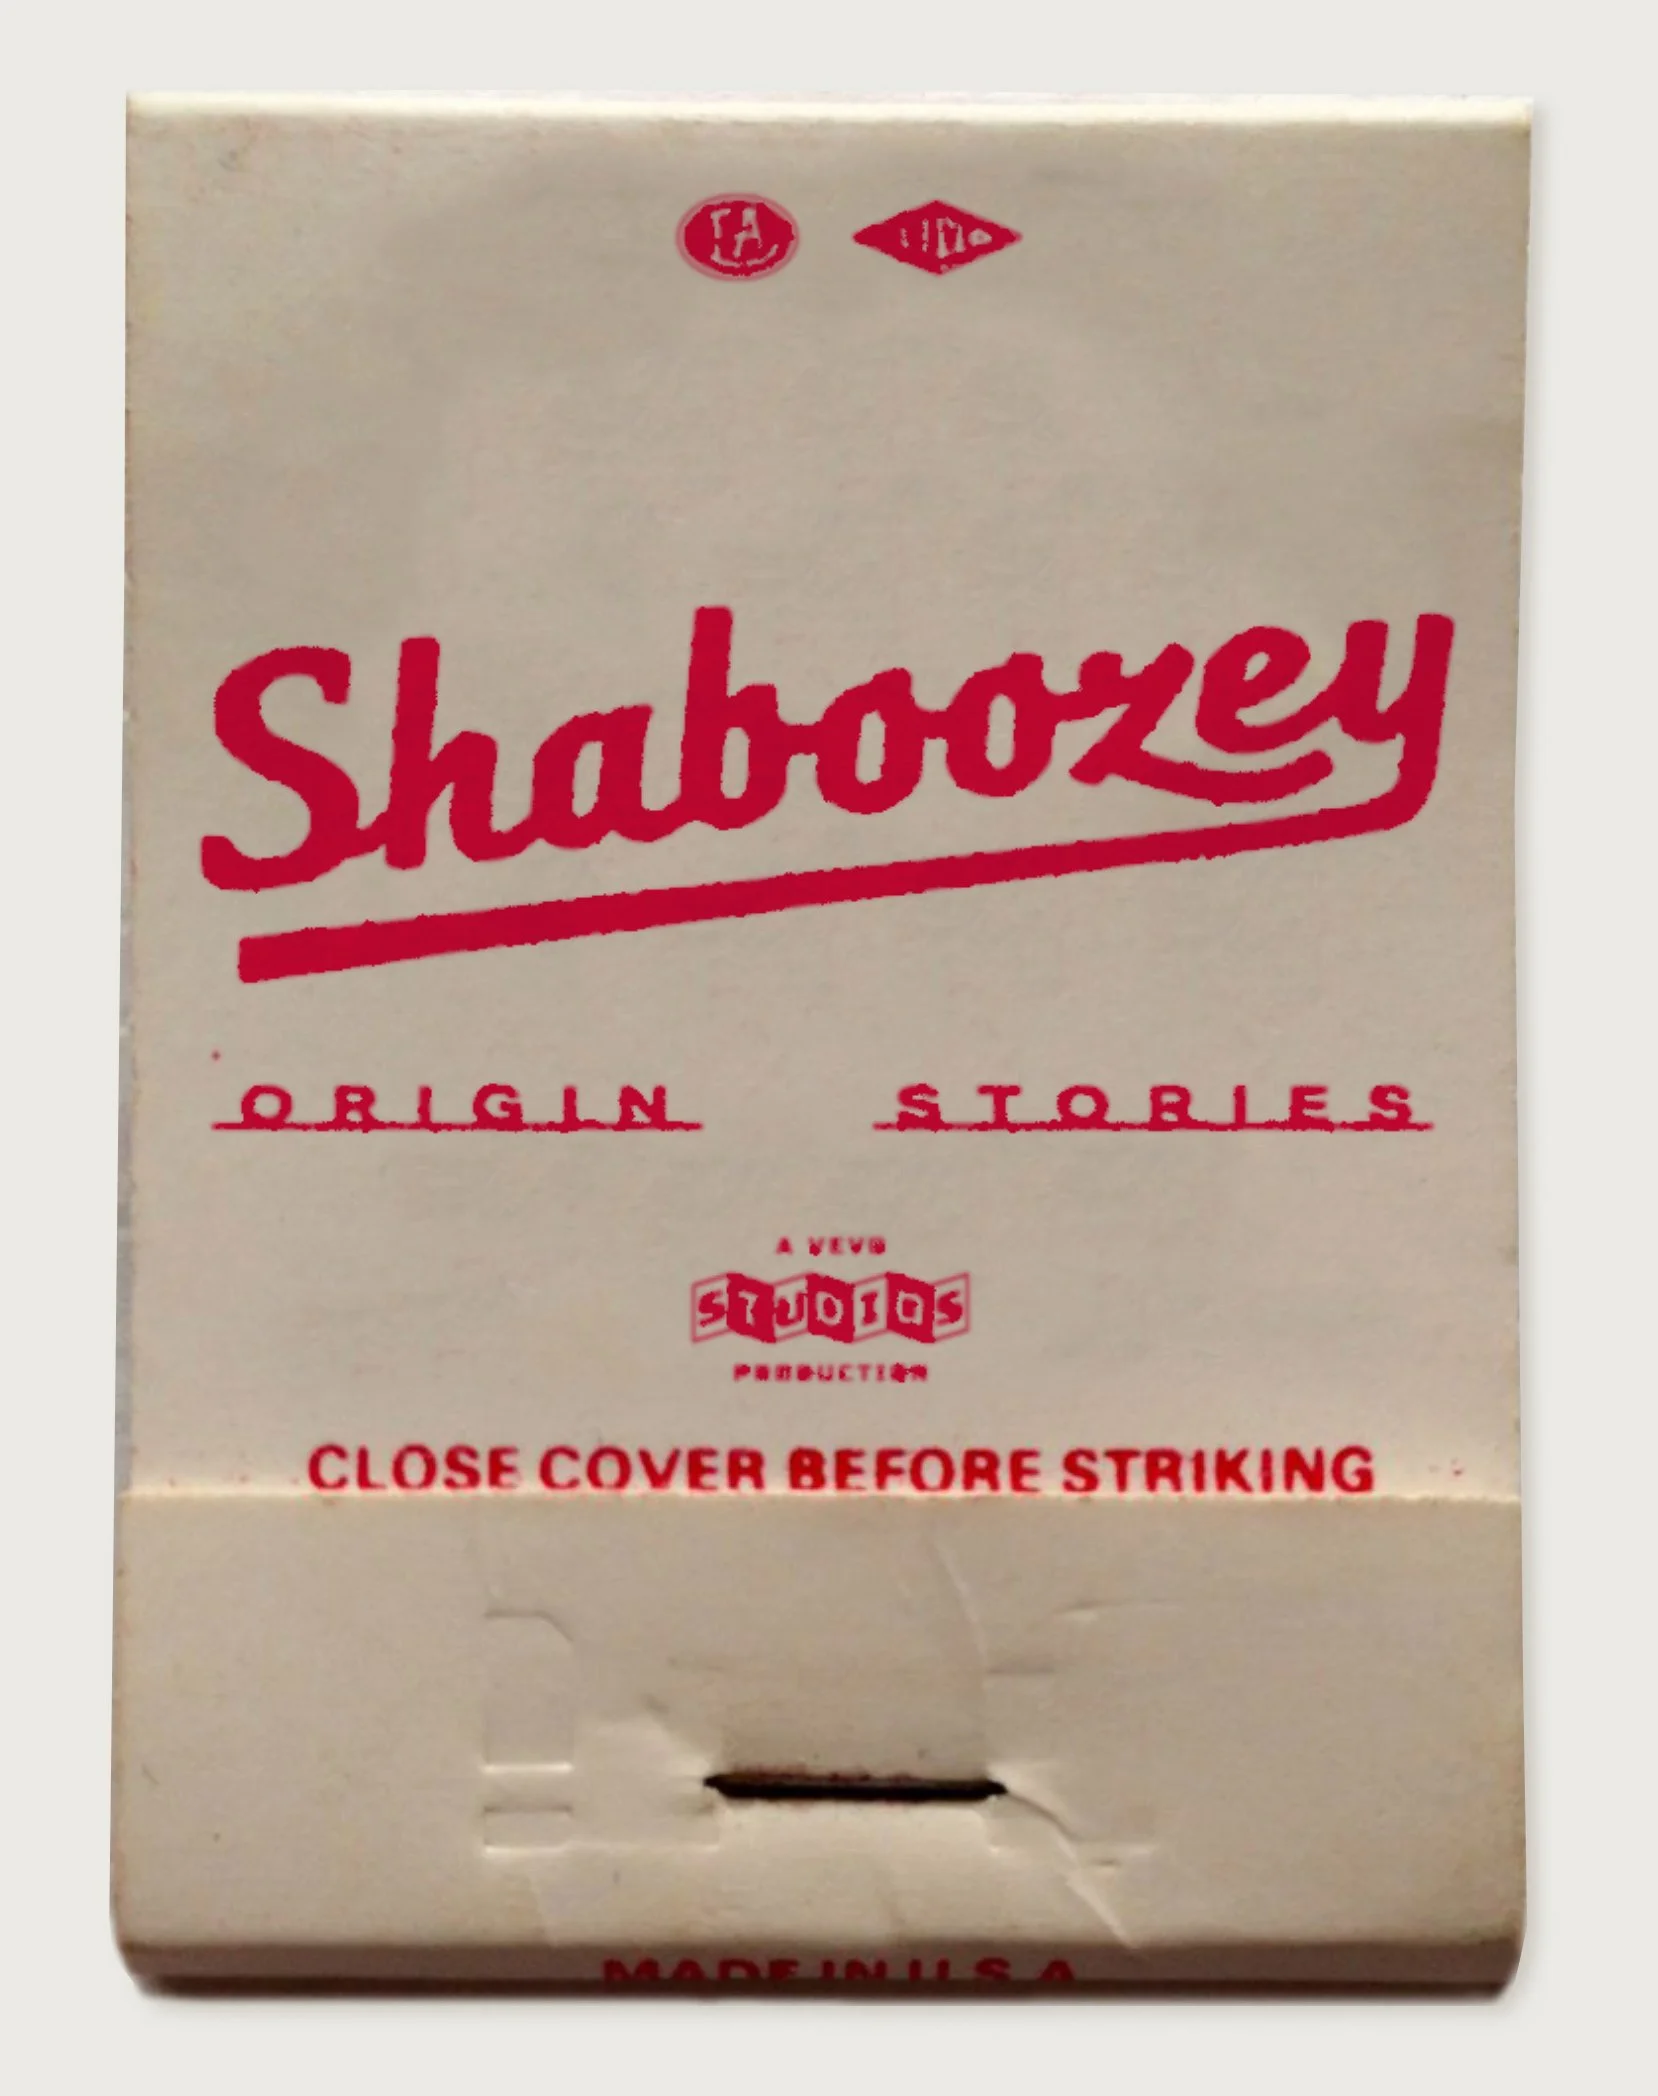 Shaboozey
ORIGIN STORIES
A VEVO
STUDIOS
PRODUCTION
CLOSE COVER BEFORE STRIKING
MADE IN U.S.A